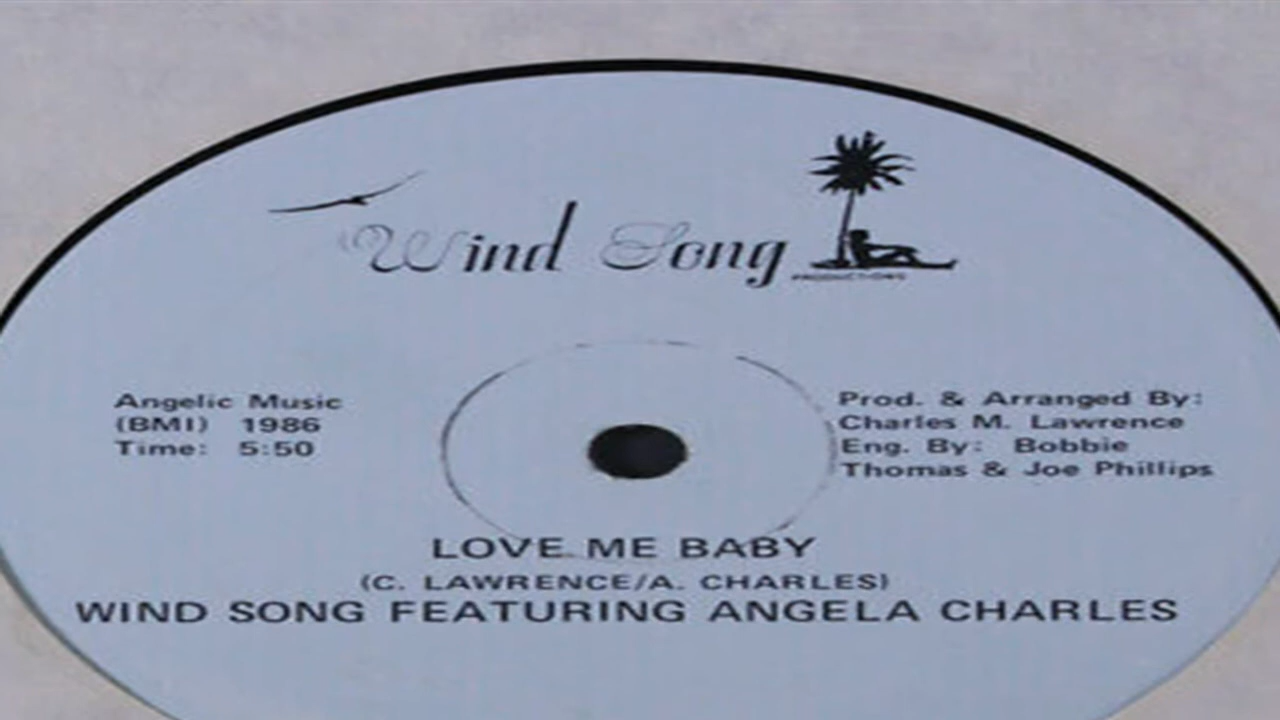 Wind Song
PRODUCTIONS
Angelic Music
(BMI) 1986
Time: 5:50
Prod. & Arranged By:
Charles M. Lawrence
Eng. By: Bobbie
Thomas & Joe Phillips
LOVE ME BABY
(C. LAWRENCE/A. CHARLES)
WIND SONG FEATURING ANGELA CHARLES